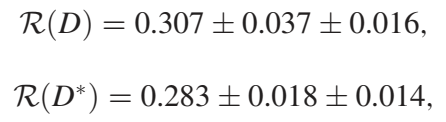 ℛ(D) = 0.307 ± 0.037 ± 0.016,
ℛ(D*) = 0.283 ± 0.018 ± 0.014,